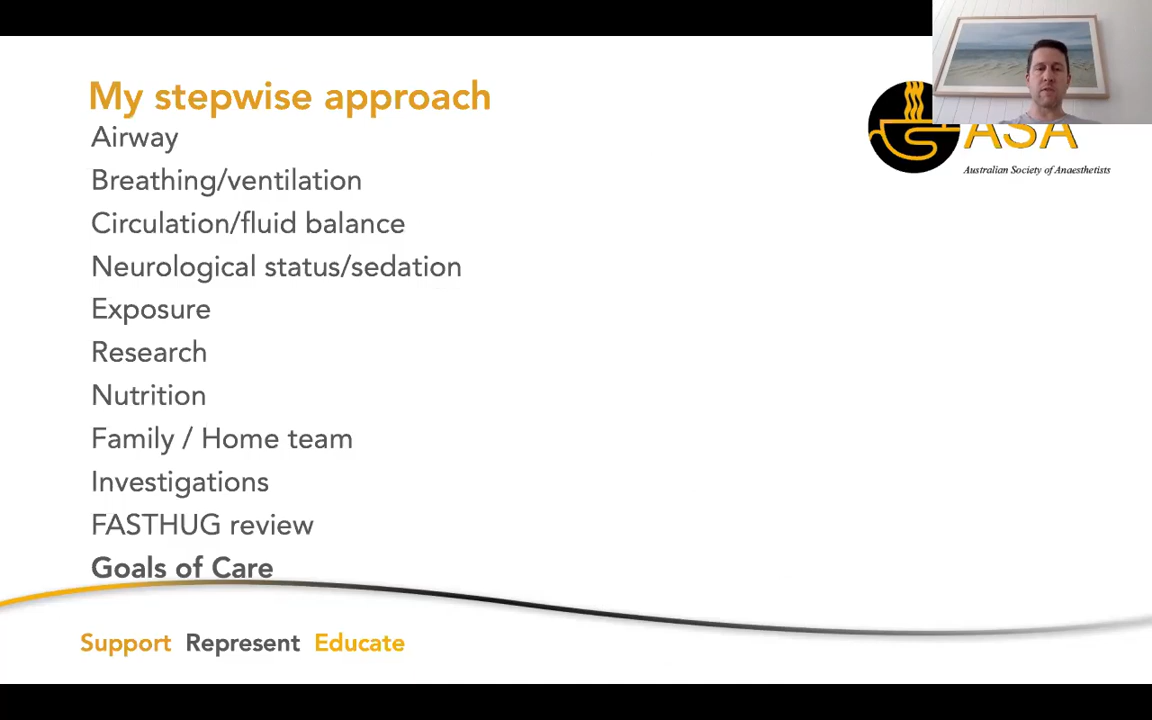 My stepwise approach
Airway
Breathing/ventilation
Circulation/fluid balance
Neurological status/sedation
Exposure
Research
Nutrition
Family / Home team
Investigations
FASTHUG review
Goals of Care
ASA
Australian Society of Anaesthetists
Support Represent Educate